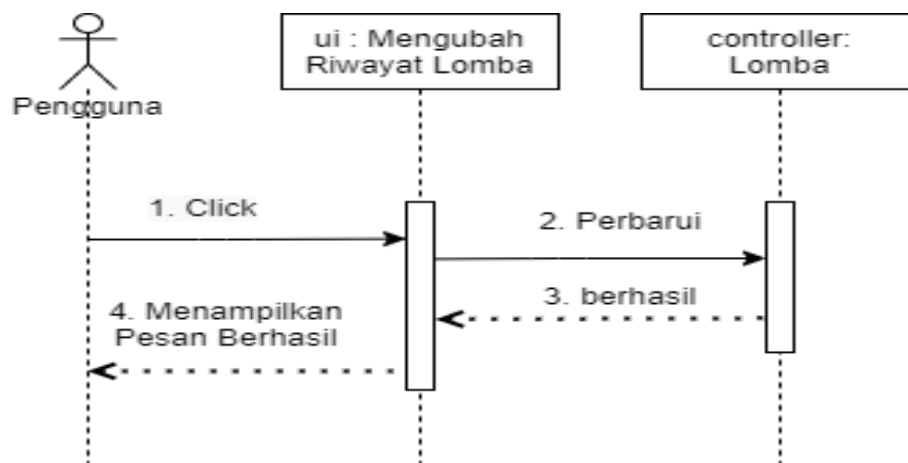 ui : Mengubah
Riwayat Lomba
controller:
Lomba
Pengguna
1. Click
2. Perbarui
3. berhasil
4. Menampilkan
Pesan Berhasil